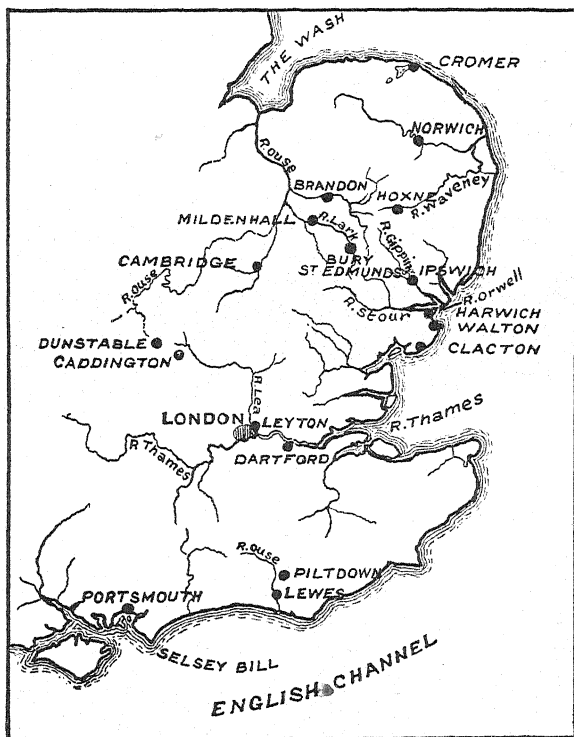 THE WASH
CROMER
NORWICH
R.OUSE
BRANDON
HOXNE
R.Waveney
MILDENHALL
R.Lark
R.Gipping
CAMBRIDGE
BURY
ST EDMUNDS
IPSWICH
R.OUSE
R.Orwell
R.Stour
HARWICH
WALTON
DUNSTABLE
CADDINGTON
CLACTON
R.Lea
LONDON
LEYTON
R.Thames
R.Thames
DARTFORD
R.OUSE
PILTDOWN
PORTSMOUTH
LEWES
SELSEY BILL
ENGLISH CHANNEL